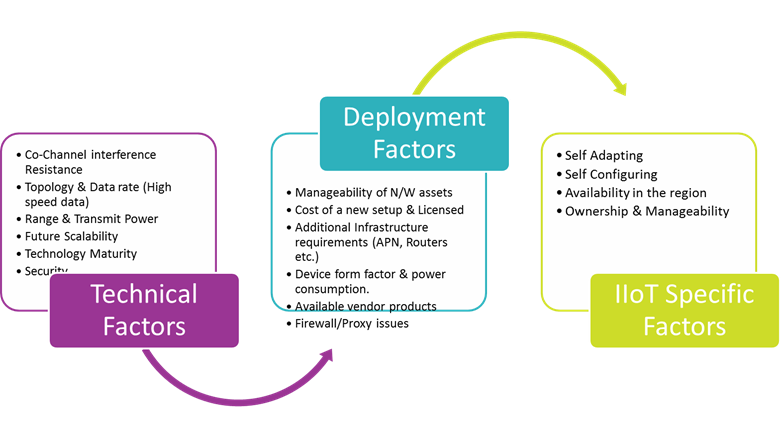 • Co-Channel interference
Resistance
• Topology & Data rate (High
speed data)
• Range & Transmit Power
• Future Scalability
• Technology Maturity
• Security
Technical
Factors
Deployment
Factors
• Manageability of N/W assets
• Cost of a new setup & Licensed
• Additional Infrastructure
requirements (APN, Routers
etc.)
• Device form factor & power
consumption.
• Available vendor products
• Firewall/Proxy issues
• Self Adapting
• Self Configuring
• Availability in the region
• Ownership & Manageability
IIoT Specific
Factors